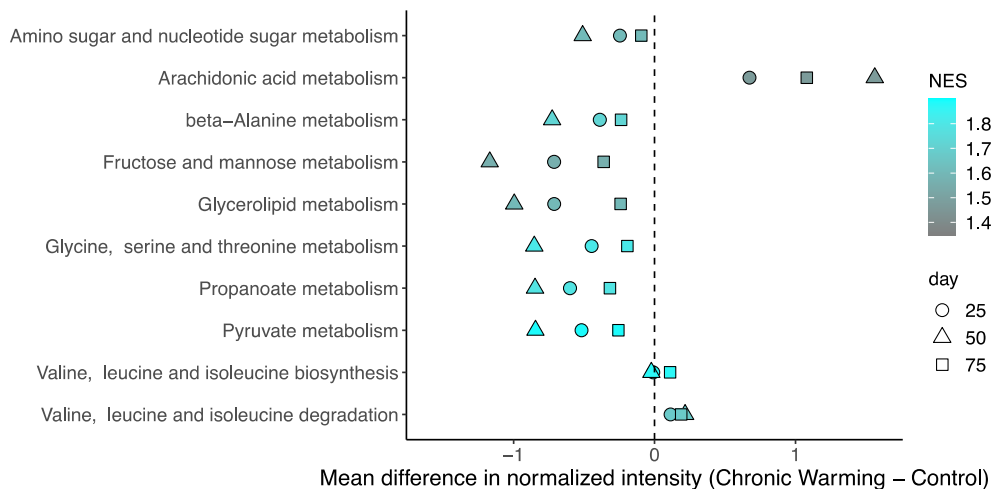 Amino sugar and nucleotide sugar metabolism
Arachidonic acid metabolism
beta−Alanine metabolism
Fructose and mannose metabolism
Glycerolipid metabolism
Glycine, serine and threonine metabolism
Propanoate metabolism
Pyruvate metabolism
Valine, leucine and isoleucine biosynthesis
Valine, leucine and isoleucine degradation
−1 0 1
Mean difference in normalized intensity (Chronic Warming − Control)
NES
1.8
1.7
1.6
1.5
1.4
day
25
50
75